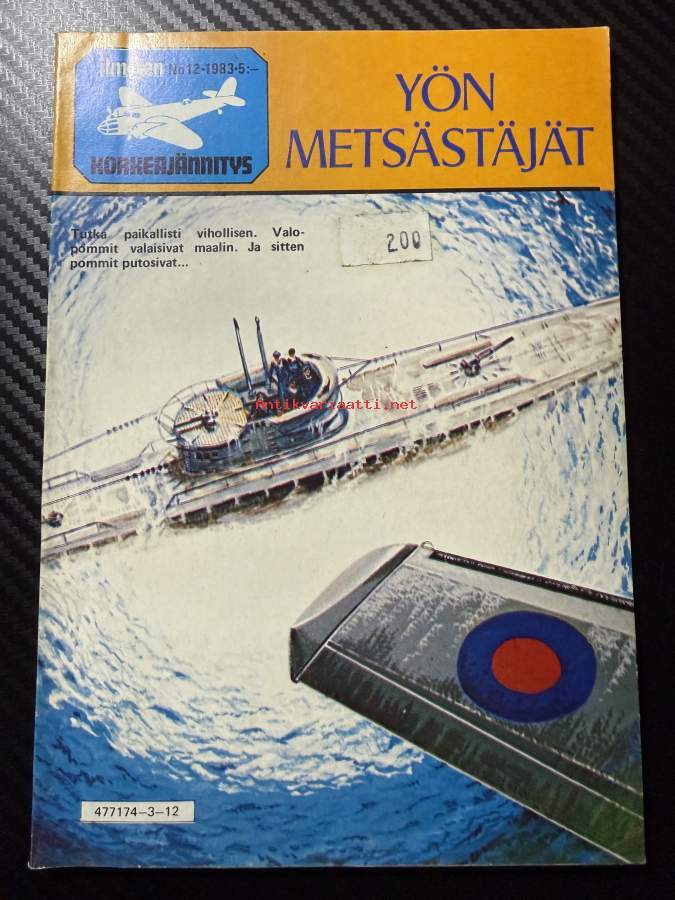 Ilmojen No 12•1983•5:–
KORKEAJÄNNITYS
YÖN
METSÄSTÄJÄT
Tutka paikallisti vihollisen. Valo-
pommit valaisivat maalin. Ja sitten
pommit putosivat...
200
Antikvariaatti.net
477174–3–12